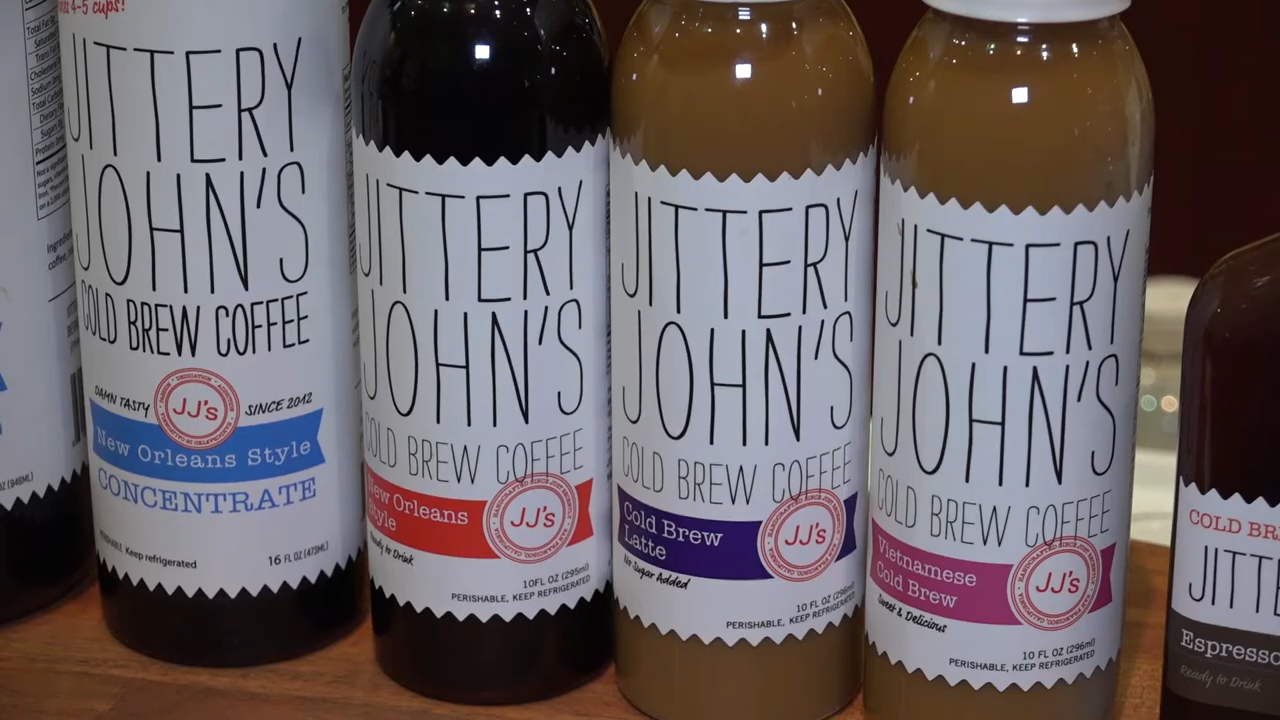 4-5 cups!
JITTERY
JOHN'S
COLD BREW COFFEE
DAMN TASTY
JJ's
SINCE 2012
New Orleans Style
CONCENTRATE
Keep refrigerated
16 FL OZ (473ML)
JITTERY
JOHN'S
COLD BREW COFFEE
New Orleans
Style
JJ's
Ready to Drink
10FL OZ (295ml)
PERISHABLE, KEEP REFRIGERATED
JITTERY
JOHN'S
COLD BREW COFFEE
Cold Brew
Latte
JJ's
No Sugar Added
10 FL OZ (296ml)
PERISHABLE, KEEP REFRIGERATED
JITTERY
JOHN'S
COLD BREW COFFEE
Vietnamese
Cold Brew
JJ's
Sweet & Delicious
10 FL OZ (296ml)
PERISHABLE, KEEP REFRIGERATED
COLD BR
JITT
Espresso
Ready to Drink